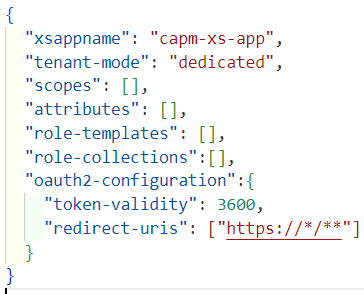 {
  "xsappname": "capm-xs-app",
  "tenant-mode": "dedicated",
  "scopes": [],
  "attributes": [],
  "role-templates": [],
  "role-collections":[],
  "oauth2-configuration":{
    "token-validity": 3600,
    "redirect-uris": ["https://*/**"]
  }
}